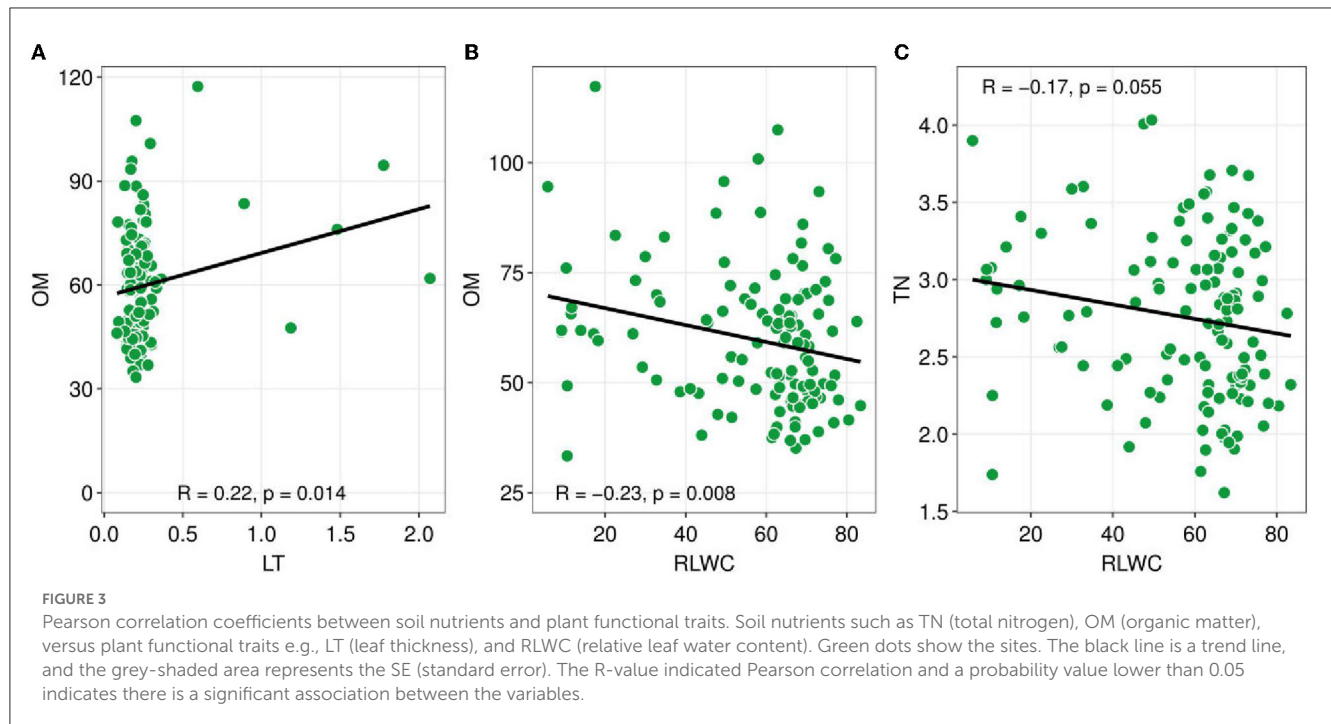 A
B
C
120
90
60
30
0
OM
0.0 0.5 1.0 1.5 2.0
LT
R = 0.22, p = 0.014
100
75
50
25
OM
20 40 60 80
RLWC
R = −0.23, p = 0.008
R = −0.17, p = 0.055
4.0
3.5
3.0
2.5
2.0
1.5
TN
20 40 60 80
RLWC
FIGURE 3
Pearson correlation coefficients between soil nutrients and plant functional traits. Soil nutrients such as TN (total nitrogen), OM (organic matter),
versus plant functional traits e.g., LT (leaf thickness), and RLWC (relative leaf water content). Green dots show the sites. The black line is a trend line,
and the grey-shaded area represents the SE (standard error). The R-value indicated Pearson correlation and a probability value lower than 0.05
indicates there is a significant association between the variables.